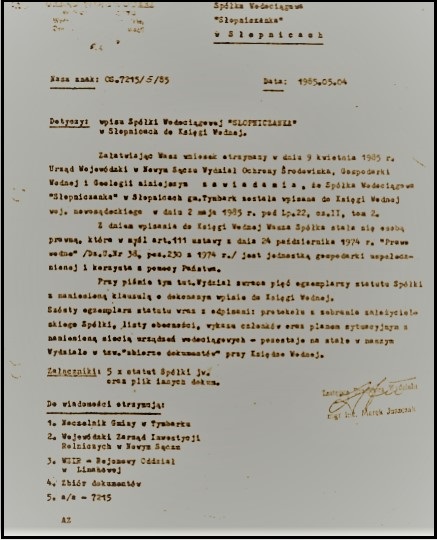 Spółka Wodociągowa
"Słopniczanka"
w Słopnicach
Nasz znak: OS.7215/5/85 Data: 1985.05.04
Dotyczy: wpisu Spółki Wodociągowej "SŁOPNICZANKA"
w Słopnicach do Księgi Wodnej.
Załatwiając Wasz wniosek otrzymany w dniu 9 kwietnia 1985 r.
Urząd Wojewódzki w Nowym Sączu Wydział Ochrony Środowiska, Gospodarki
Wodnej i Geologii niniejszym zawiadamia, że Spółka Wodociągowa
"Słopniczanka" w Słopnicach gm.Tymbark została wpisana do Księgi Wodnej
woj. nowosądeckiego w dniu 2 maja 1985 r. pod Lp.22, cz.II, tom 2.
Z dniem wpisania do Księgi Wodnej Wasza Spółka stała się osobą
prawną, która w myśl art.111 ustawy z dnia 24 października 1974 r. "Prawo
wodne" /Dz.U.Nr 38, poz.230 z 1974 r./ jest jednostką gospodarki uspołecz-
nionej i korzysta z pomocy Państwa.
Przy piśmie tym tut.Wydział zwraca pięć egzemplarzy statutu Spółki
z naniesioną klauzulą o dokonanym wpisie do Księgi Wodnej.
Szósty egzemplarz statutu wraz z odpisami: protokołu z zebrania założyciel-
skiego Spółki, listy obecności, wykazu członków oraz planem sytuacyjnym z
naniesioną siecią urządzeń wodociągowych - pozostaje na stałe w naszym
Wydziale w tzw."zbiorze dokumentów" przy Księdze Wodnej.
Załączniki: 5 x statut Spółki jw.
oraz plik innych dokum.
mgr inż. Marek Juszczak
Do wiadomości otrzymują:
1. Naczelnik Gminy w Tymbarku
2. Wojewódzki Zarząd Inwestycji
Rolniczych w Nowym Sączu
3. WZIR - Rejonowy Oddział
w Limanowej
4. Zbiór dokumentów
5. a/a - 7215
AZ